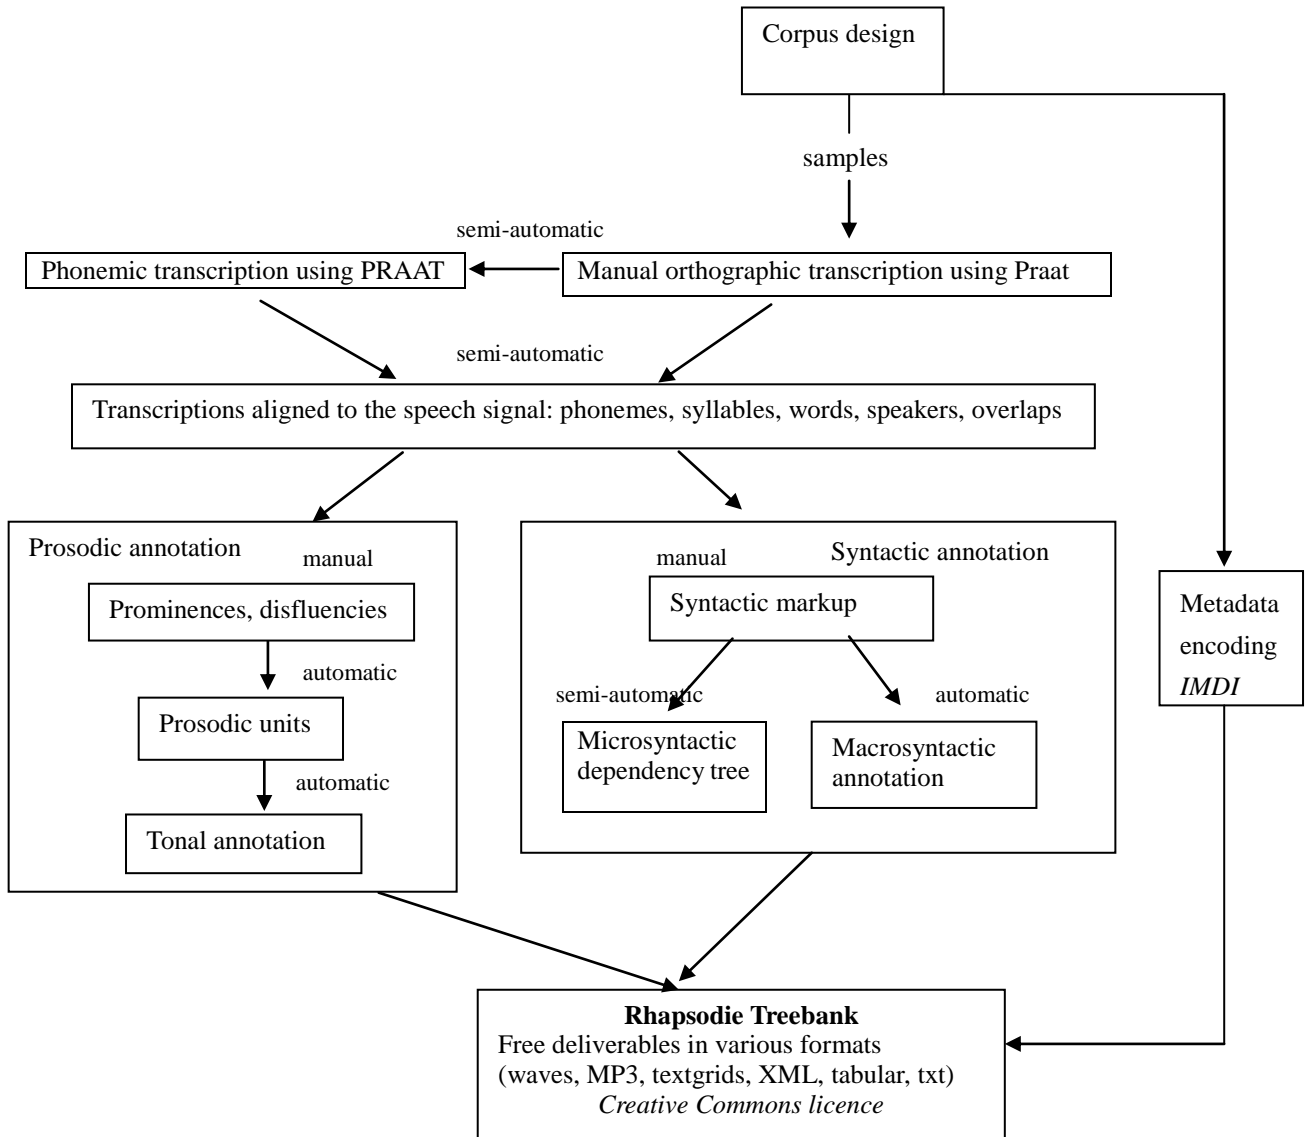 Corpus design
samples
semi-automatic
Phonemic transcription using PRAAT
Manual orthographic transcription using Praat
semi-automatic
Transcriptions aligned to the speech signal: phonemes, syllables, words, speakers, overlaps
Prosodic annotation
manual
Prominences, disfluencies
automatic
Prosodic units
automatic
Tonal annotation
Syntactic annotation
manual
Syntactic markup
semi-automatic
automatic
Microsyntactic
dependency tree
Macrosyntactic
annotation
Metadata
encoding
IMDI
Rhapsodie Treebank
Free deliverables in various formats
(waves, MP3, textgrids, XML, tabular, txt)
Creative Commons licence